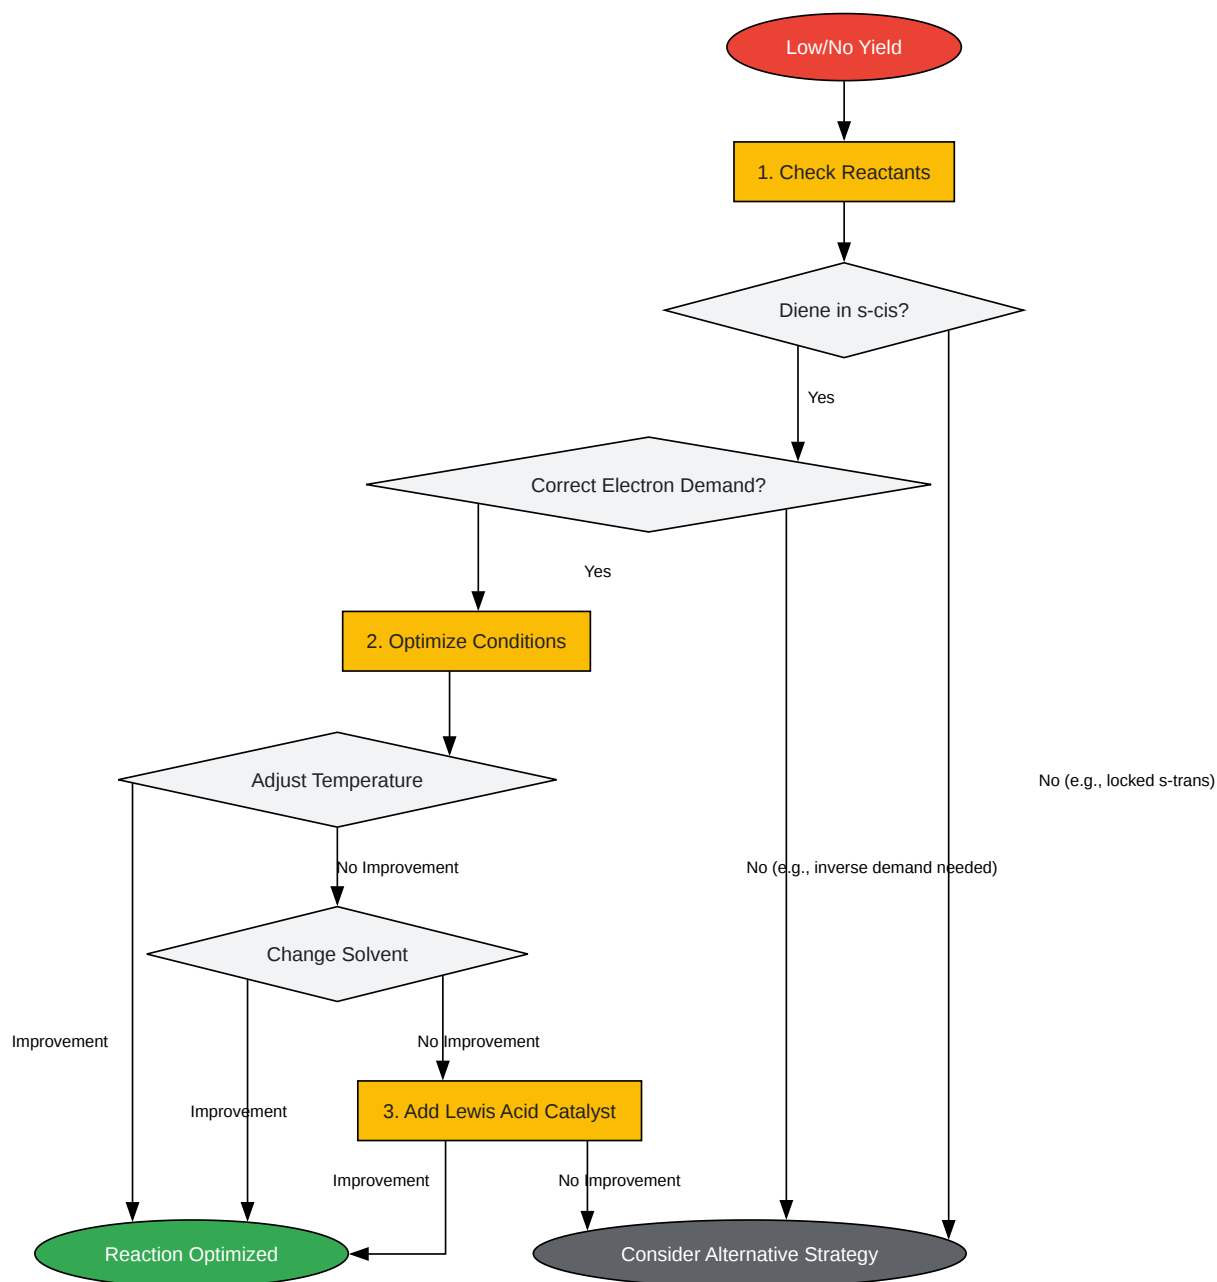 Low/No Yield
1. Check Reactants
Diene in s-cis?
Yes
Correct Electron Demand?
Yes
2. Optimize Conditions
Adjust Temperature
No (e.g., locked s-trans)
No Improvement
No (e.g., inverse demand needed)
Change Solvent
Improvement
No Improvement
Improvement
3. Add Lewis Acid Catalyst
Improvement
No Improvement
Reaction Optimized
Consider Alternative Strategy